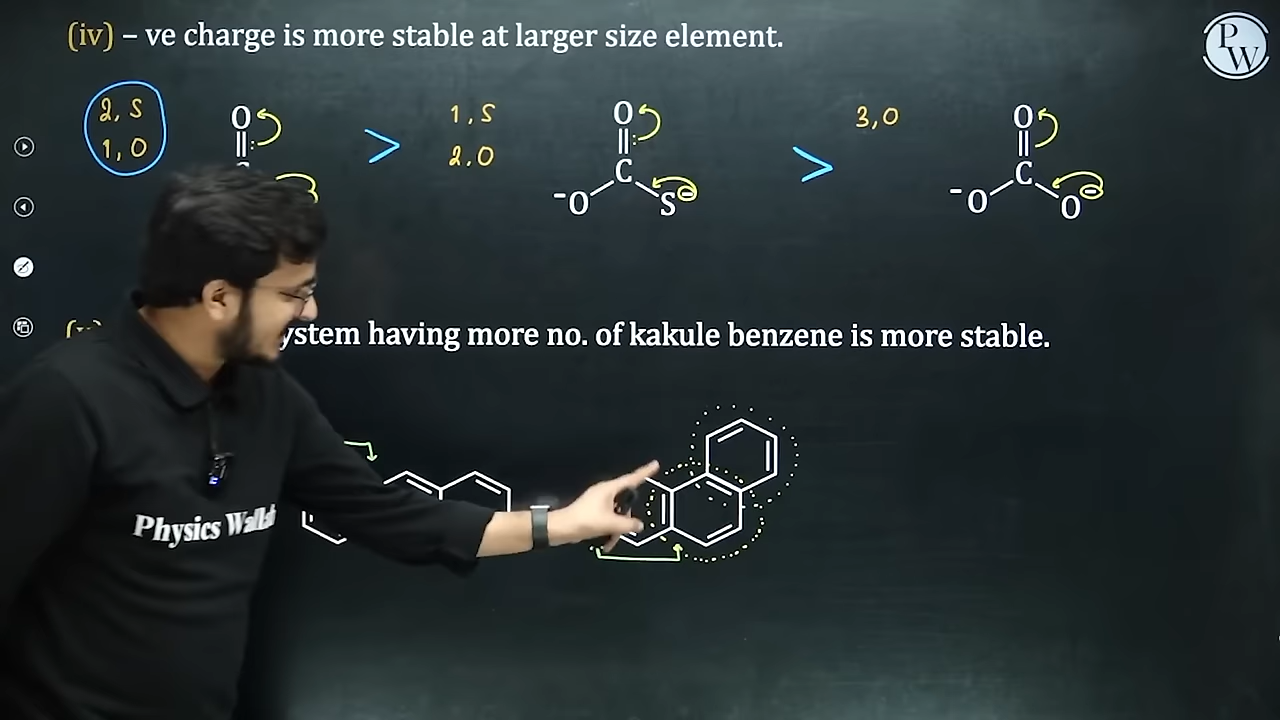 (iv) – ve charge is more stable at larger size element.
PW
2, S
1, O
O
>
1, S
2, O
O
C
⁻O
S⊖
>
3, O
O
C
⁻O
O⊖
ystem having more no. of kakule benzene is more stable.
Physics Wallah